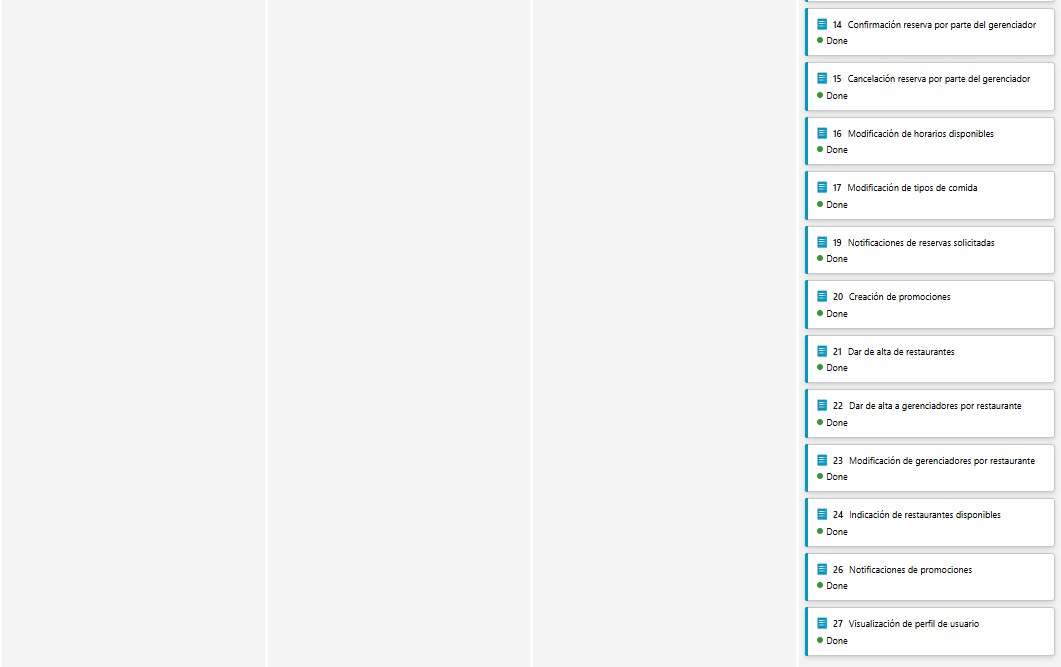 14 Confirmación reserva por parte del gerenciador
Done
15 Cancelación reserva por parte del gerenciador
Done
16 Modificación de horarios disponibles
Done
17 Modificación de tipos de comida
Done
19 Notificaciones de reservas solicitadas
Done
20 Creación de promociones
Done
21 Dar de alta de restaurantes
Done
22 Dar de alta a gerenciadores por restaurante
Done
23 Modificación de gerenciadores por restaurante
Done
24 Indicación de restaurantes disponibles
Done
26 Notificaciones de promociones
Done
27 Visualización de perfil de usuario
Done